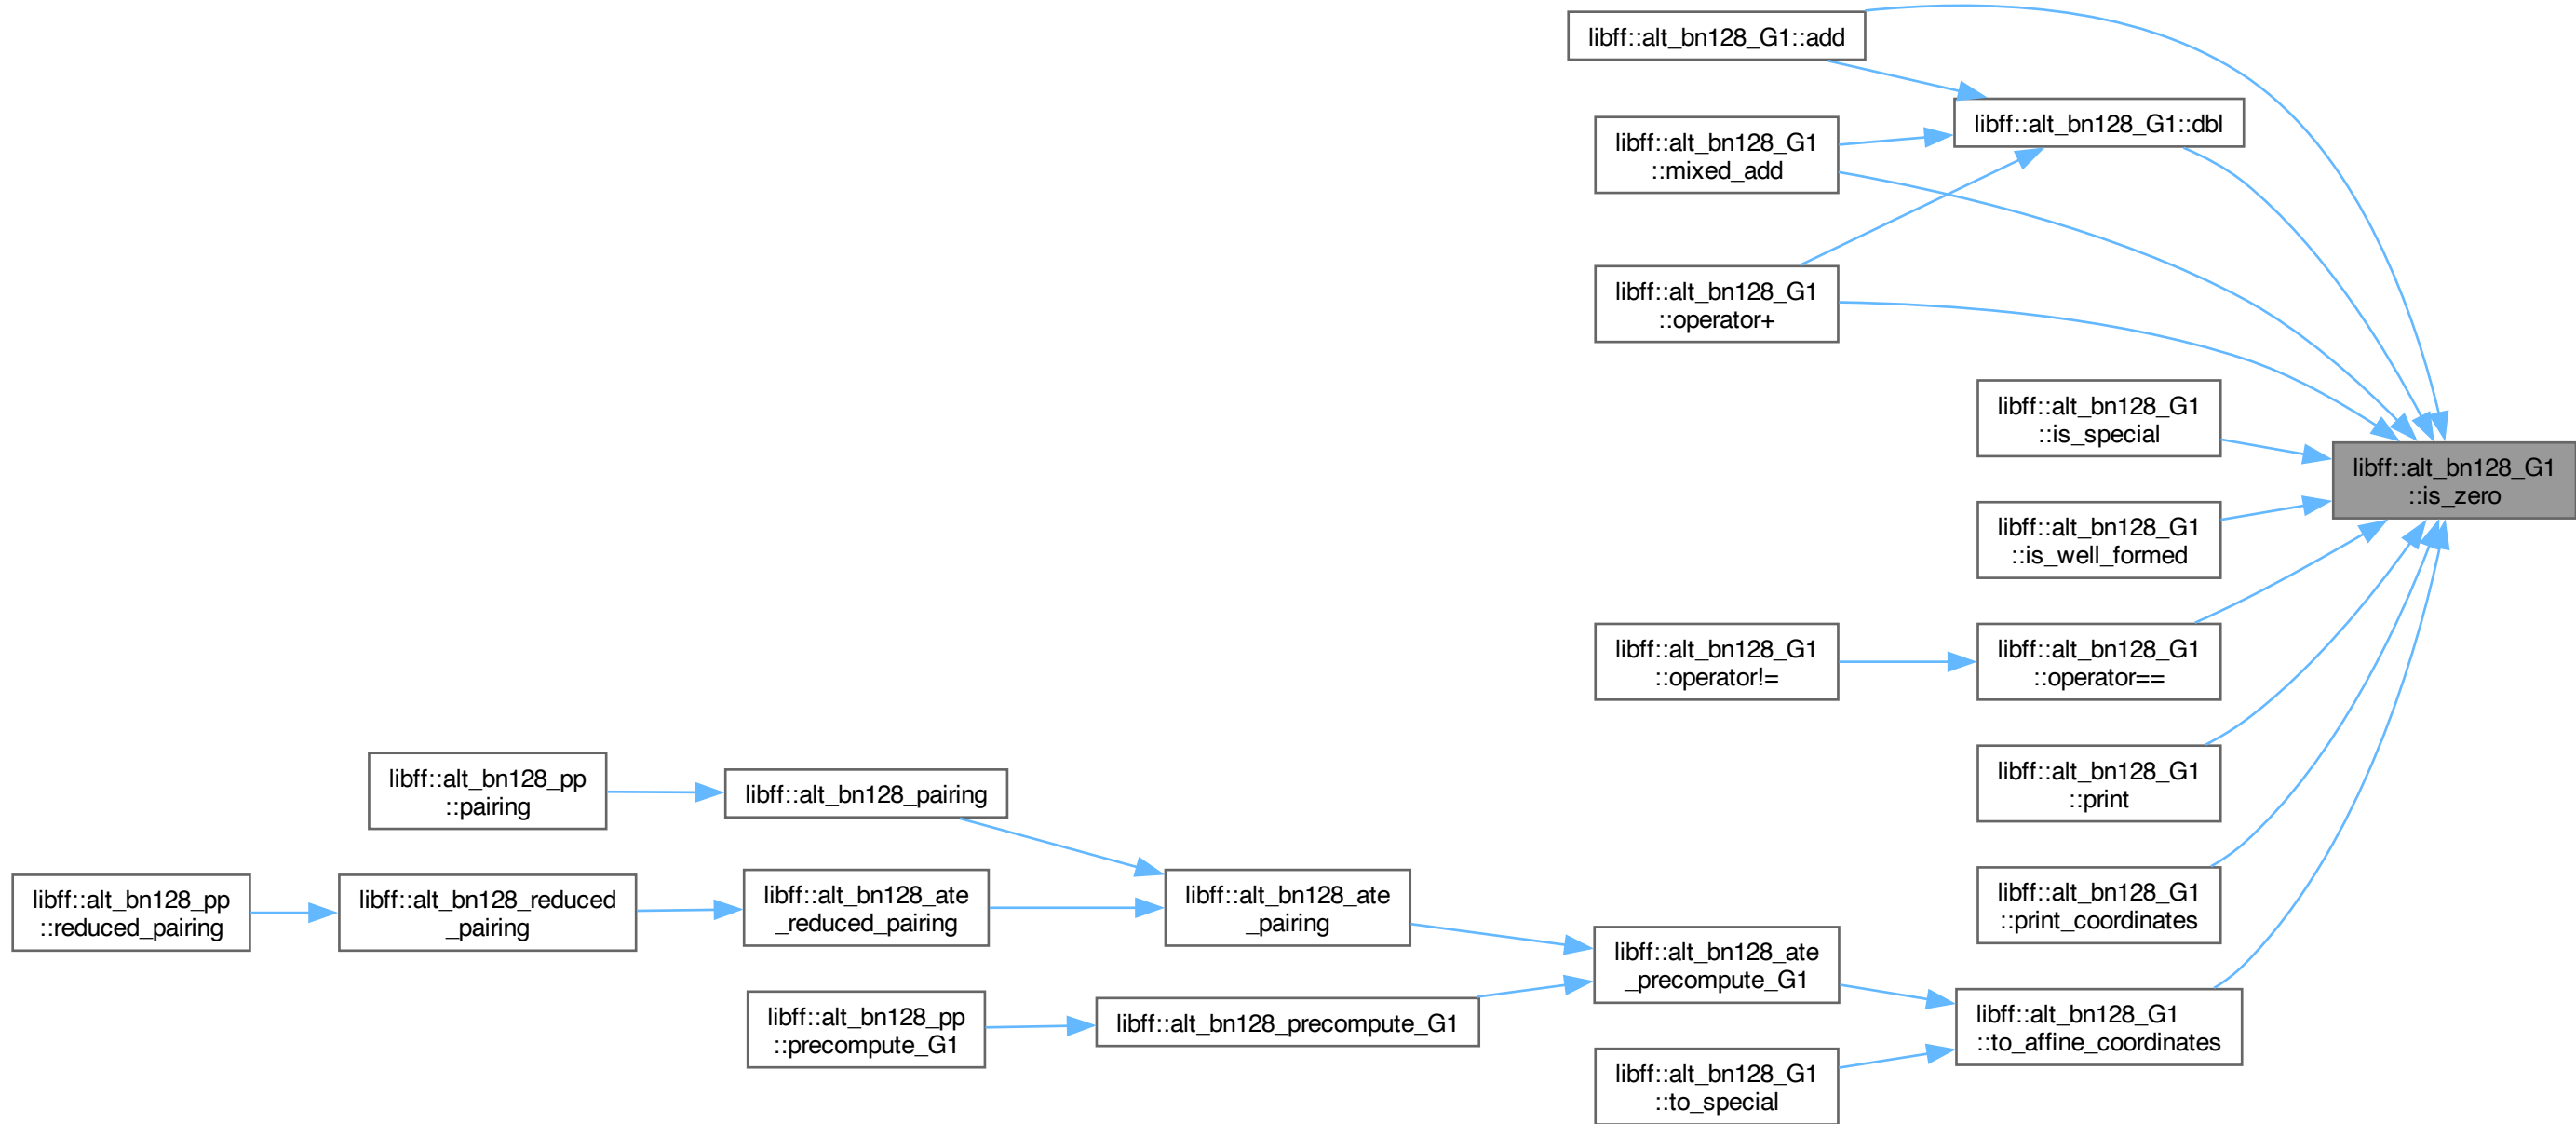 libff::alt_bn128_G1::add
libff::alt_bn128_G1::dbl
libff::alt_bn128_G1
::mixed_add
libff::alt_bn128_G1
::operator+
libff::alt_bn128_G1
::is_special
libff::alt_bn128_G1
::is_zero
libff::alt_bn128_G1
::is_well_formed
libff::alt_bn128_G1
::operator!=
libff::alt_bn128_G1
::operator==
libff::alt_bn128_pp
::pairing
libff::alt_bn128_pairing
libff::alt_bn128_G1
::print
libff::alt_bn128_pp
::reduced_pairing
libff::alt_bn128_reduced
_pairing
libff::alt_bn128_ate
_reduced_pairing
libff::alt_bn128_ate
_pairing
libff::alt_bn128_G1
::print_coordinates
libff::alt_bn128_ate
_precompute_G1
libff::alt_bn128_pp
::precompute_G1
libff::alt_bn128_precompute_G1
libff::alt_bn128_G1
::to_affine_coordinates
libff::alt_bn128_G1
::to_special